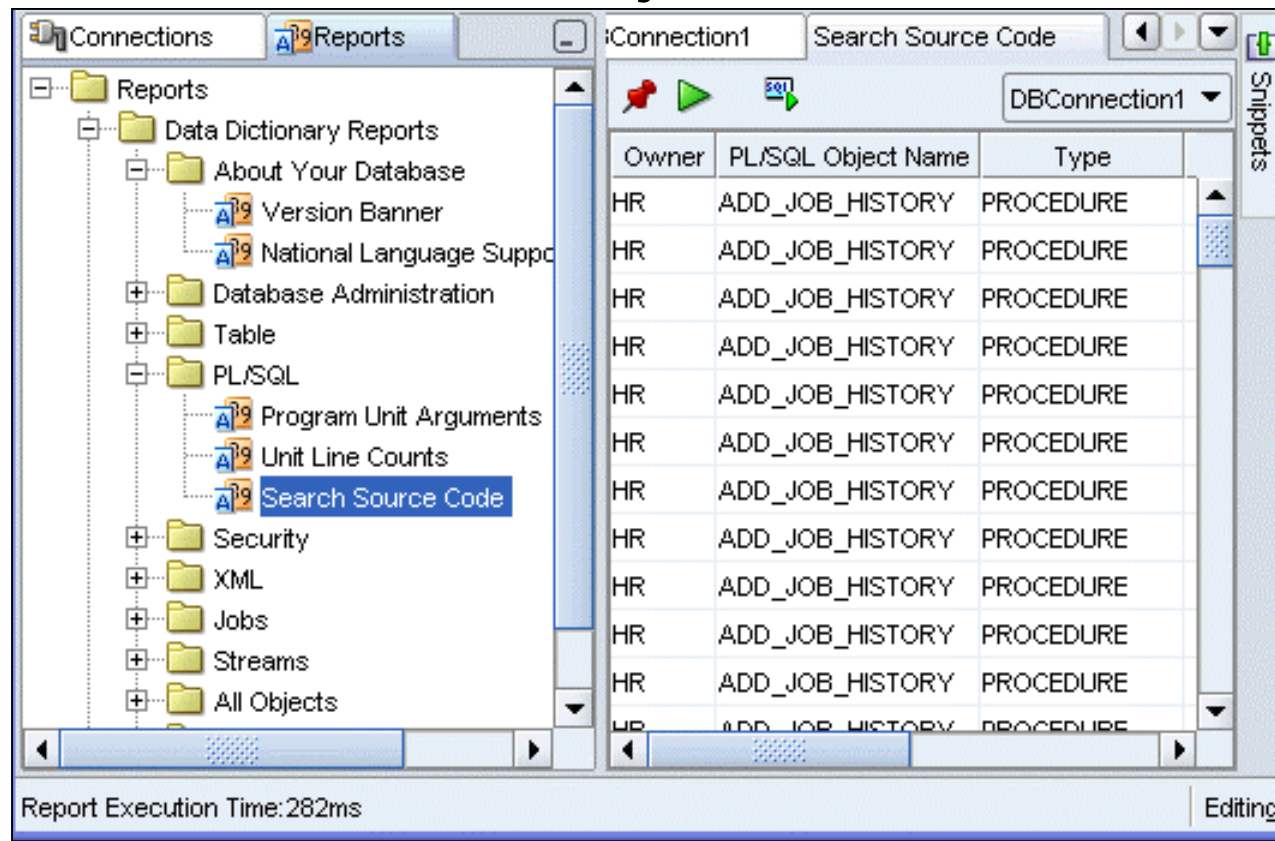 Connections
Reports
Connection1
Search Source Code
Reports
Data Dictionary Reports
About Your Database
Version Banner
National Language Suppo
Database Administration
Table
PL/SQL
Program Unit Arguments
Unit Line Counts
Search Source Code
Security
XML
Jobs
Streams
All Objects
SQL
DBConnection1
Owner PL/SQL Object Name Type
HR ADD_JOB_HISTORY PROCEDURE
HR ADD_JOB_HISTORY PROCEDURE
HR ADD_JOB_HISTORY PROCEDURE
HR ADD_JOB_HISTORY PROCEDURE
HR ADD_JOB_HISTORY PROCEDURE
HR ADD_JOB_HISTORY PROCEDURE
HR ADD_JOB_HISTORY PROCEDURE
HR ADD_JOB_HISTORY PROCEDURE
HR ADD_JOB_HISTORY PROCEDURE
HR ADD_JOB_HISTORY PROCEDURE
HR ADD_JOB_HISTORY PROCEDURE
HR ADD_JOB_HISTORY PROCEDURE
Snippets
Report Execution Time:282ms
Editing